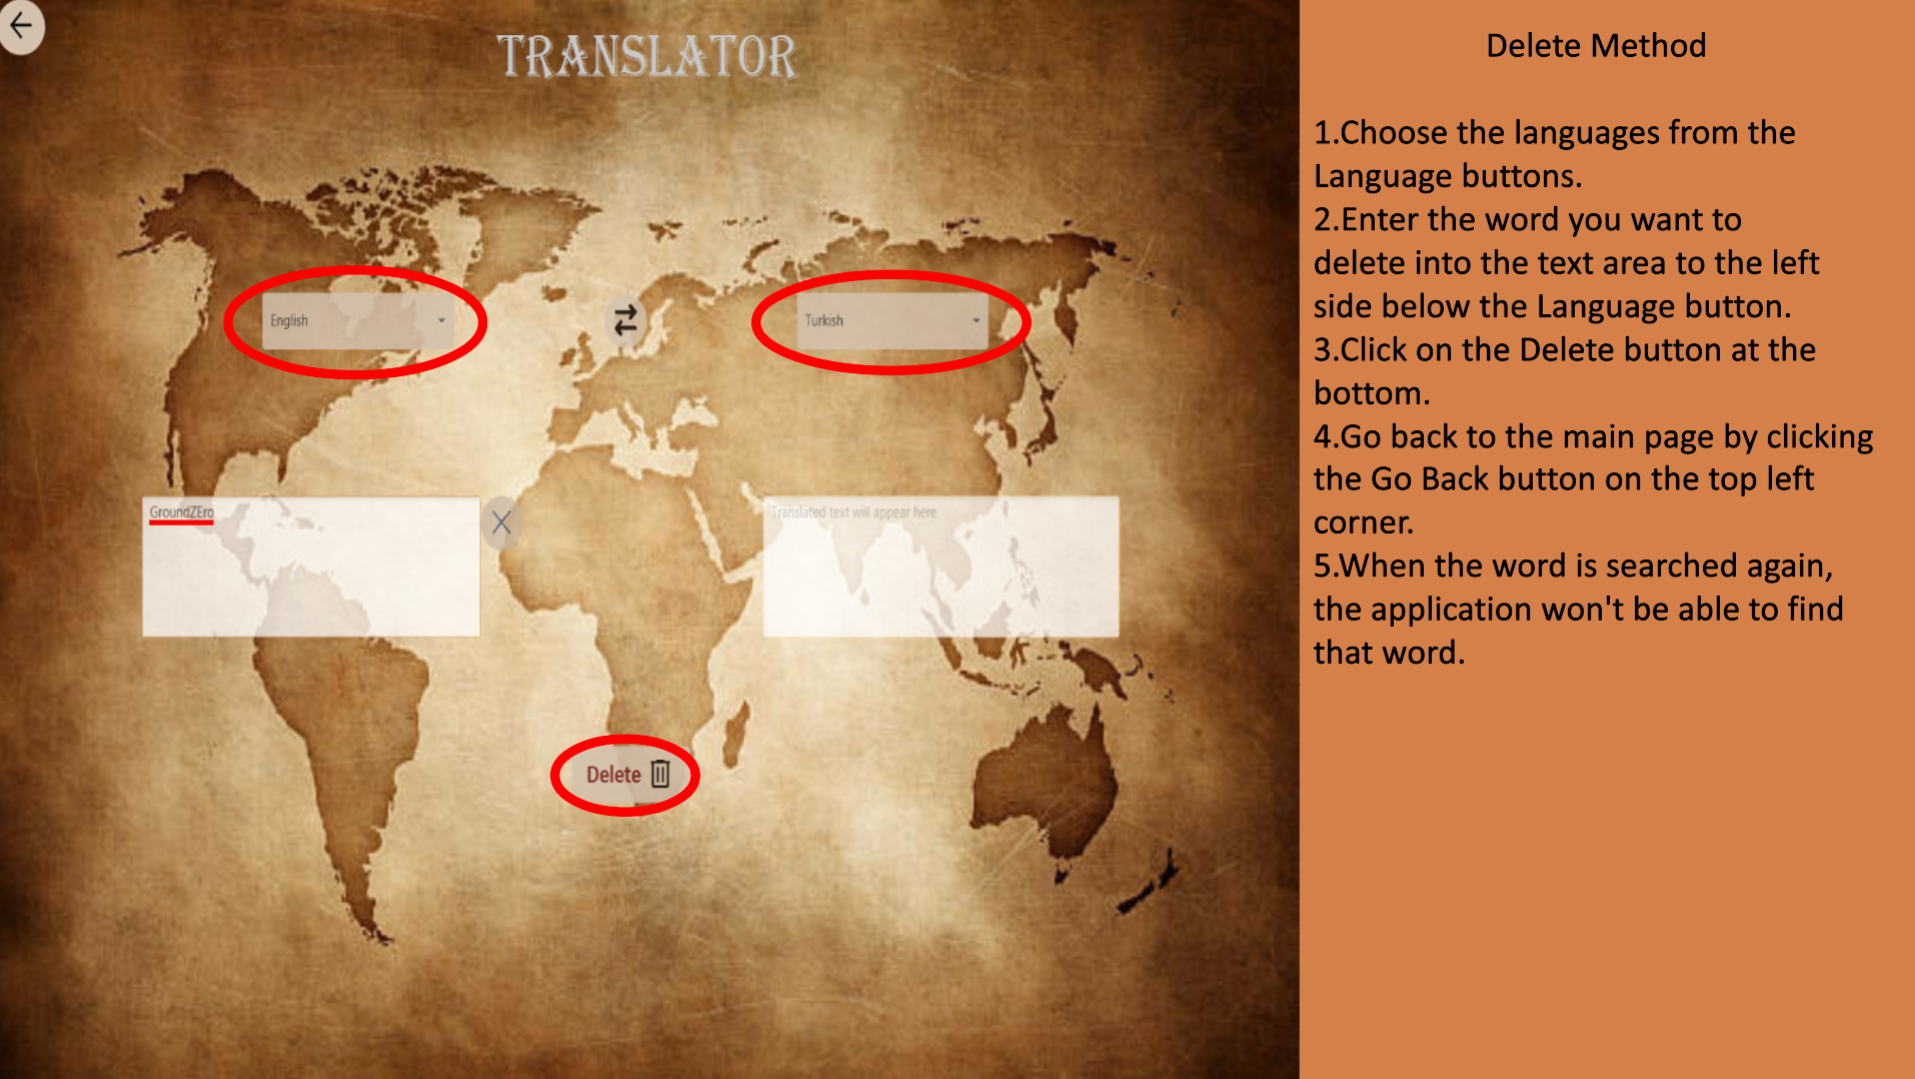 TRANSLATOR
English
Turkish
GroundZEro
X
Translated text will appear here
Delete
Delete Method
1.Choose the languages from the
Language buttons.
2.Enter the word you want to
delete into the text area to the left
side below the Language button.
3.Click on the Delete button at the
bottom.
4.Go back to the main page by clicking
the Go Back button on the top left
corner.
5.When the word is searched again,
the application won't be able to find
that word.